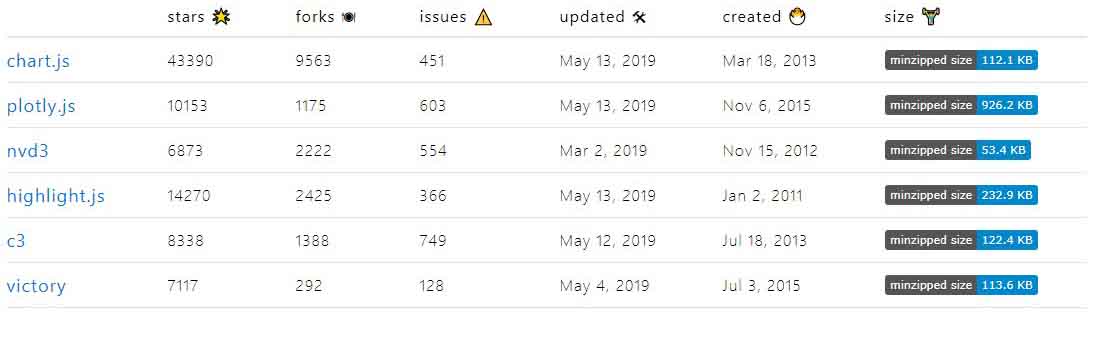 stars forks issues updated created size
chart.js 43390 9563 451 May 13, 2019 Mar 18, 2013 minzipped size 112.1 KB
plotly.js 10153 1175 603 May 13, 2019 Nov 6, 2015 minzipped size 926.2 KB
nvd3 6873 2222 554 Mar 2, 2019 Nov 15, 2012 minzipped size 53.4 KB
highlight.js 14270 2425 366 May 13, 2019 Jan 2, 2011 minzipped size 232.9 KB
c3 8338 1388 749 May 12, 2019 Jul 18, 2013 minzipped size 122.4 KB
victory 7117 292 128 May 4, 2019 Jul 3, 2015 minzipped size 113.6 KB